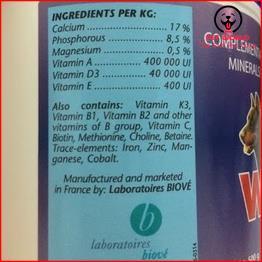 INGREDIENTS PER KG:
Calcium 17 %
Phosphorous 8,5 %
Magnesium 0,5 %
Vitamin A 400 000 UI
Vitamin D3 40 000 UI
Vitamin E 400 UI
Also contains: Vitamin K3,
Vitamin B1, Vitamin B2 and other
vitamins of B group, Vitamin C,
Biotin, Methionine, Choline, Betaine.
Trace-elements: Iron, Zinc, Man-
ganese, Cobalt.
Manufactured and marketed
in France by: Laboratoires BIOVÉ
b
laboratoires
biové
COMPLEMEN
MINERAL